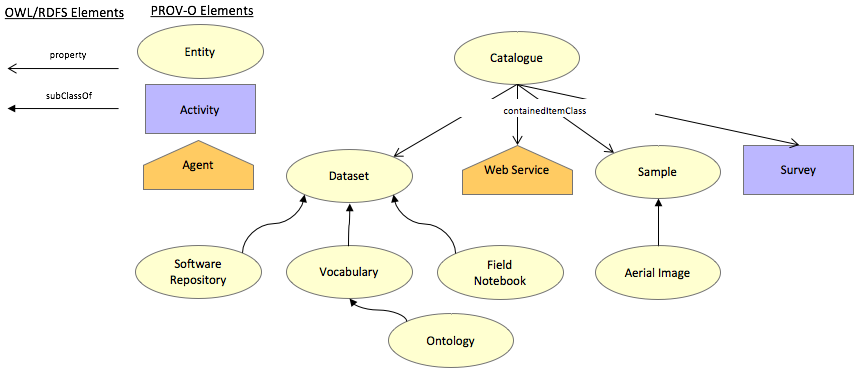 OWL/RDFS Elements
PROV-O Elements
property
subClassOf
Entity
Activity
Agent
Catalogue
containedItemClass
Dataset
Web Service
Sample
Survey
Software
Repository
Vocabulary
Field
Notebook
Aerial Image
Ontology